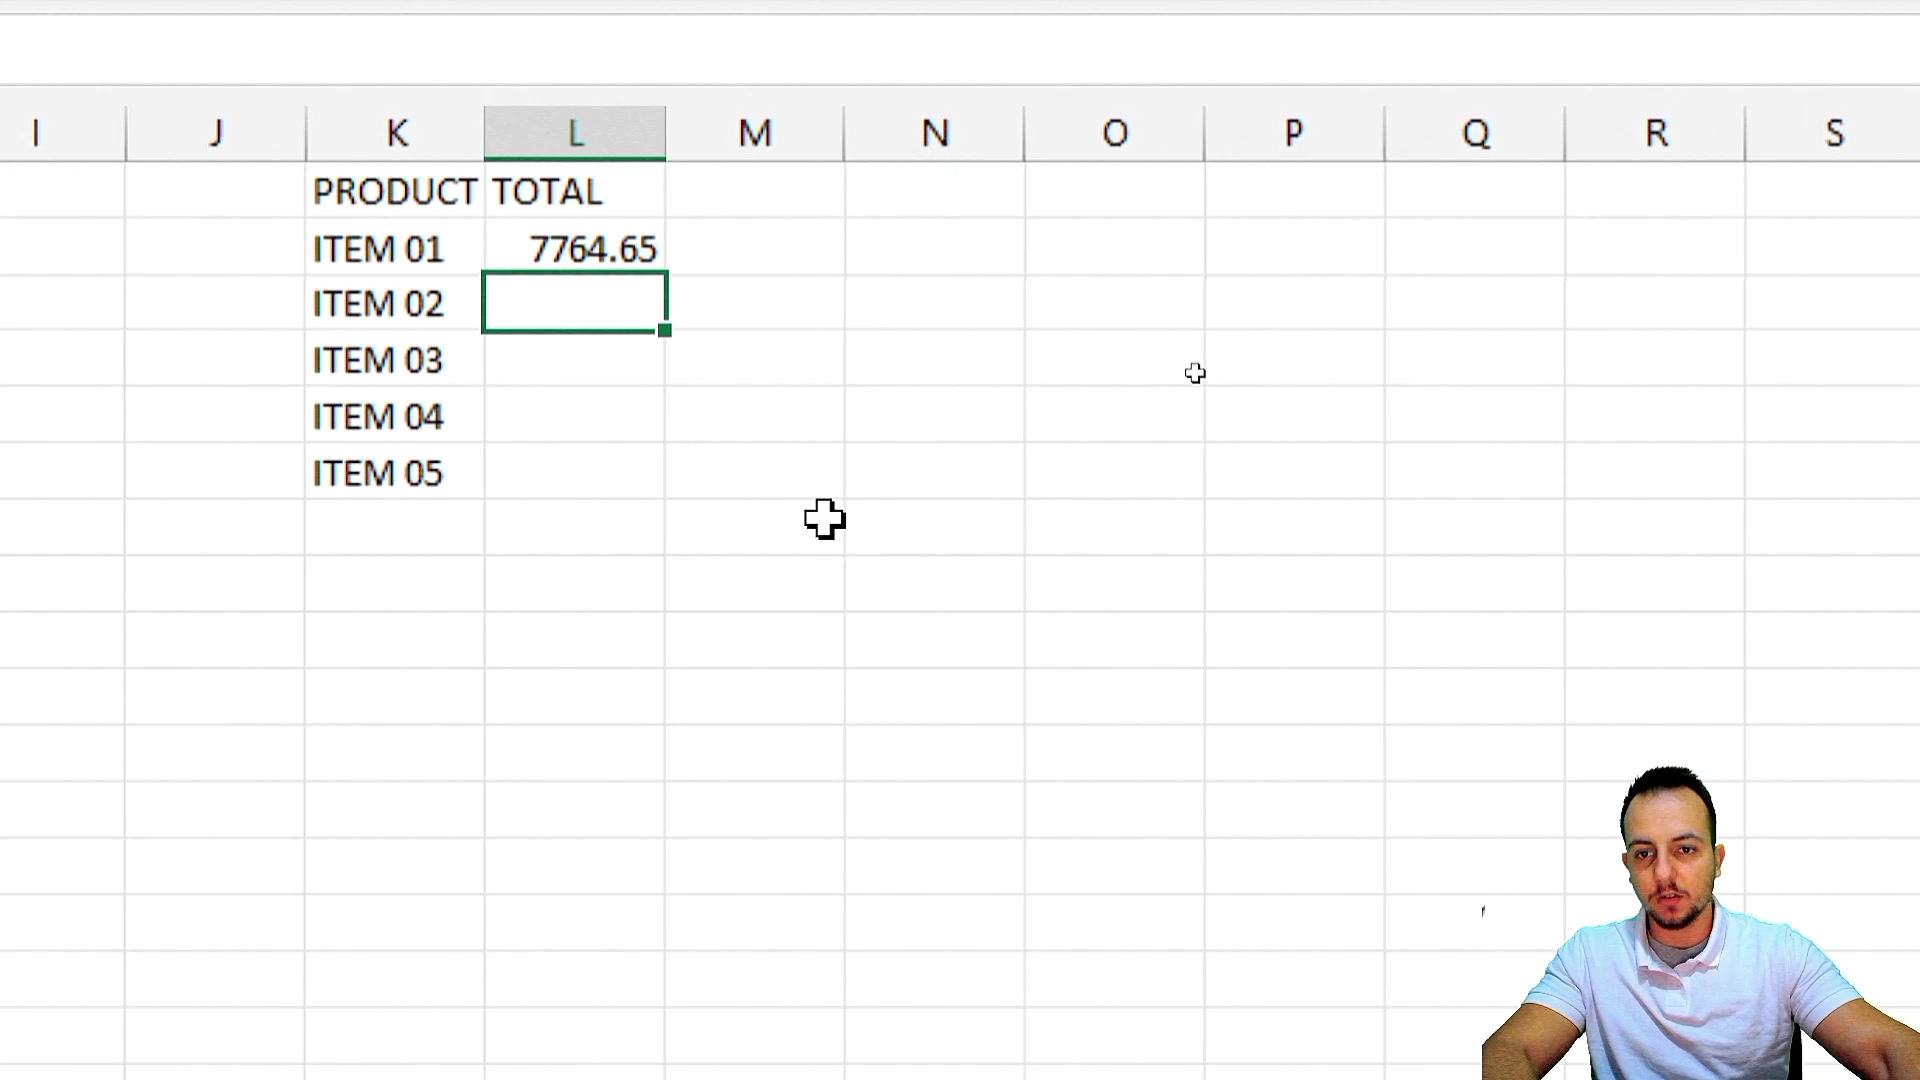 I J K L M N O P Q R S
PRODUCT TOTAL
ITEM 01 7764.65
ITEM 02
ITEM 03
ITEM 04
ITEM 05